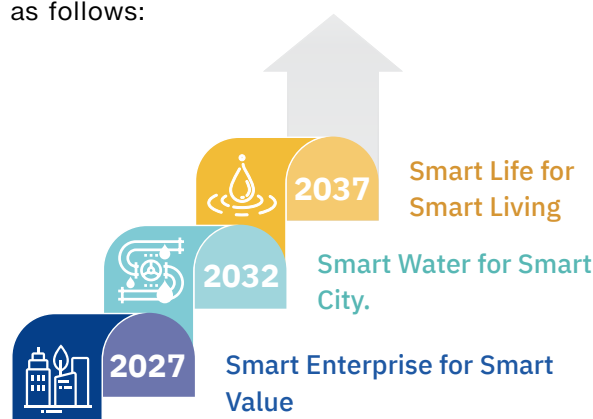 as follows:
2037
Smart Life for
Smart Living
2032
Smart Water for Smart
City.
2027
Smart Enterprise for Smart
Value